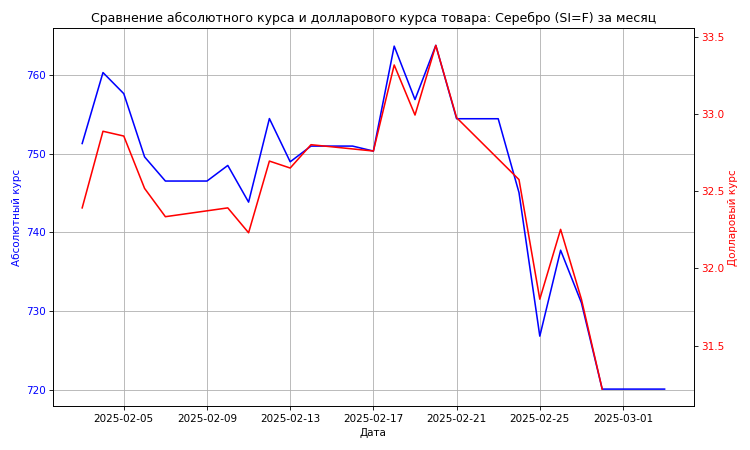 Сравнение абсолютного курса и долларового курса товара: Серебро (SI=F) за месяц
760
750
740
730
720
Абсолютный курс
33.5
33.0
32.5
32.0
31.5
Долларовый курс
2025-02-05 2025-02-09 2025-02-13 2025-02-17 2025-02-21 2025-02-25 2025-03-01
Дата